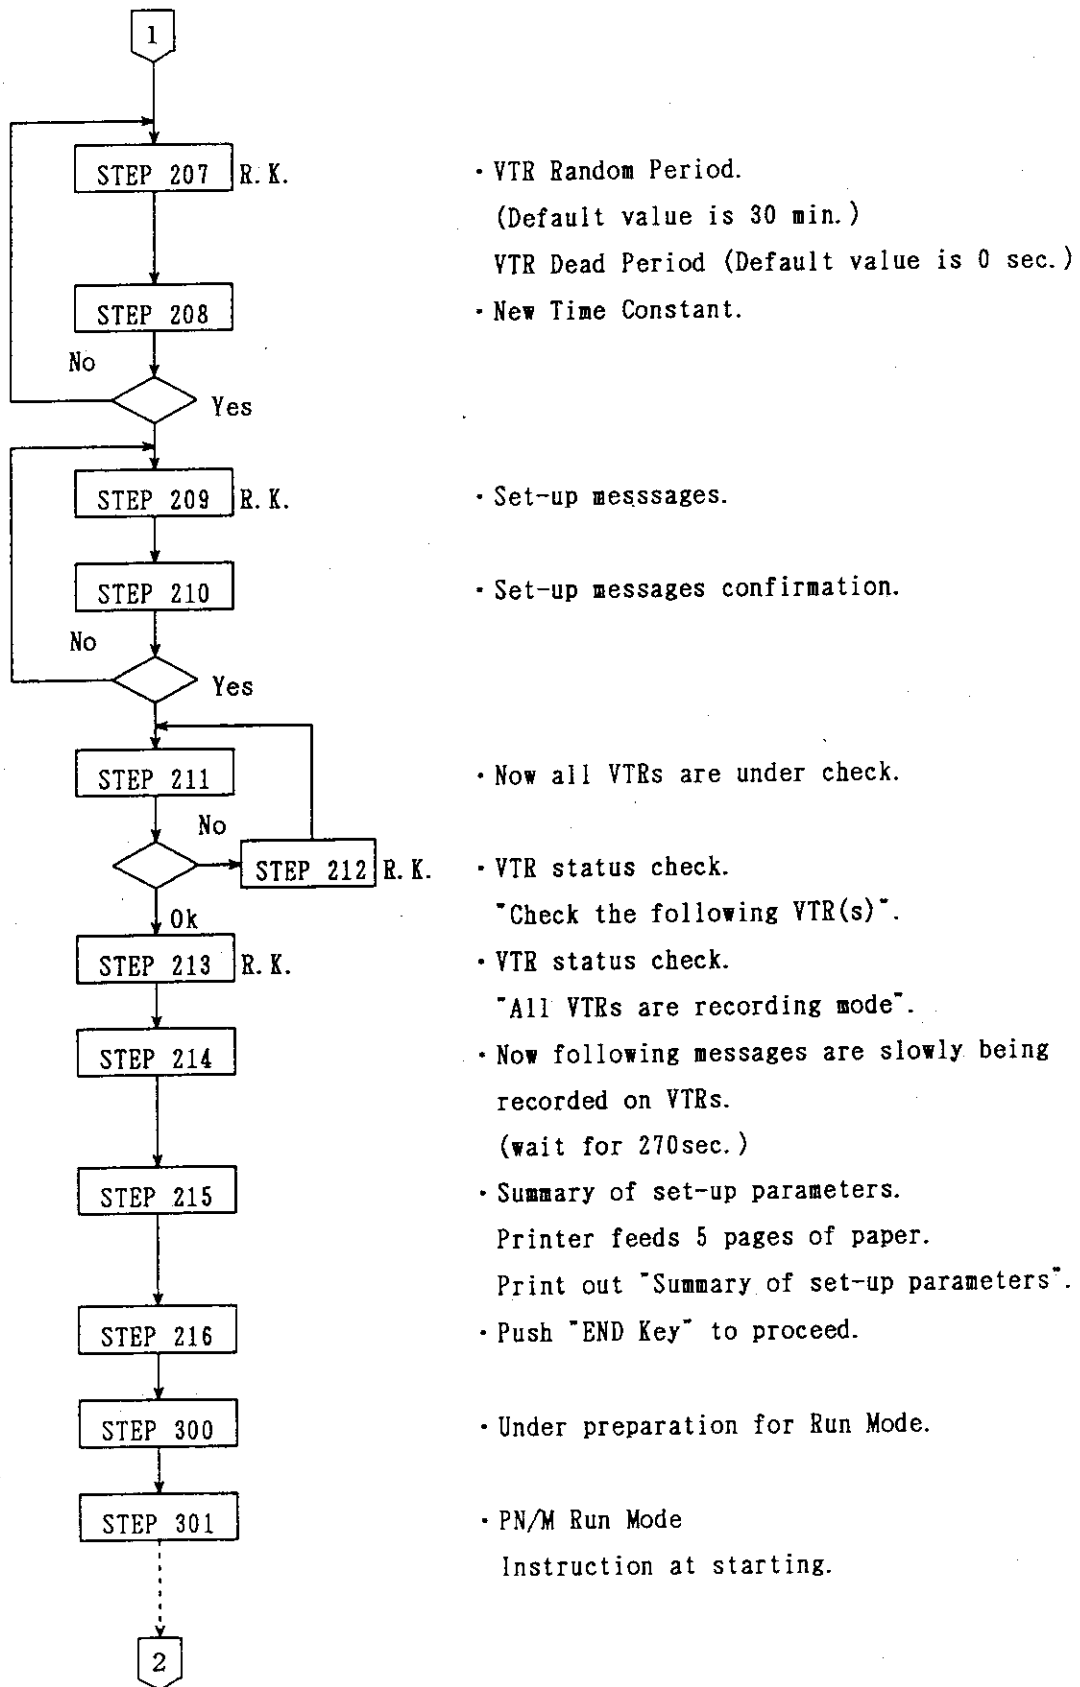 1
STEP 207 R.K. ・VTR Random Period.
(Default value is 30 min.)
VTR Dead Period (Default value is 0 sec.)
STEP 208 ・New Time Constant.
No
Yes
STEP 209 R.K. ・Set-up messsages.
STEP 210 ・Set-up messages confirmation.
No
Yes
STEP 211 ・Now all VTRs are under check.
No
STEP 212 R.K. ・VTR status check.
"Check the following VTR(s)".
Ok
STEP 213 R.K. ・VTR status check.
"All VTRs are recording mode".
STEP 214 ・Now following messages are slowly being
recorded on VTRs.
(wait for 270sec.)
STEP 215 ・Summary of set-up parameters.
Printer feeds 5 pages of paper.
Print out "Summary of set-up parameters".
STEP 216 ・Push "END Key" to proceed.
STEP 300 ・Under preparation for Run Mode.
STEP 301 ・PN/M Run Mode
Instruction at starting.
2